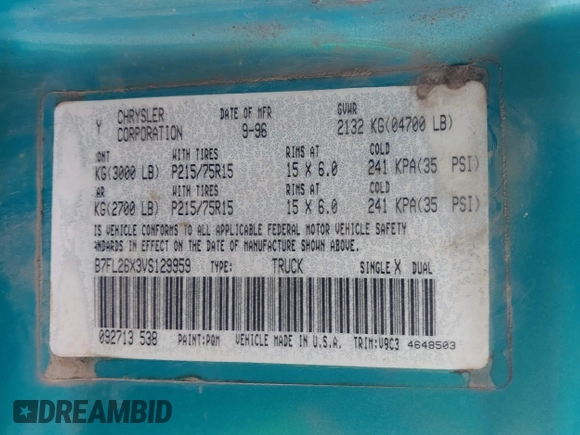 Y CHRYSLER CORPORATION DATE OF MFR 9-96 GVWR 2132 KG(04700 LB)
ONT WITH TIRES RIMS AT COLD
KG(3000 LB) P215/75R15 15 X 6.0 241 KPA(35 PSI)
AR WITH TIRES RIMS AT COLD
KG(2700 LB) P215/75R15 15 X 6.0 241 KPA(35 PSI)
IS VEHICLE CONFORMS TO ALL APPLICABLE FEDERAL MOTOR VEHICLE SAFETY
ANDARDS IN EFFECT ON THE DATE OF MANUFACTURE SHOWN ABOVE.
B7FL26X3VS129959 TYPE: TRUCK SINGLE X DUAL
092713 538 PAINT:PQM VEHICLE MADE IN U.S.A. TRIM:V9C3 4648503
DREAMBID